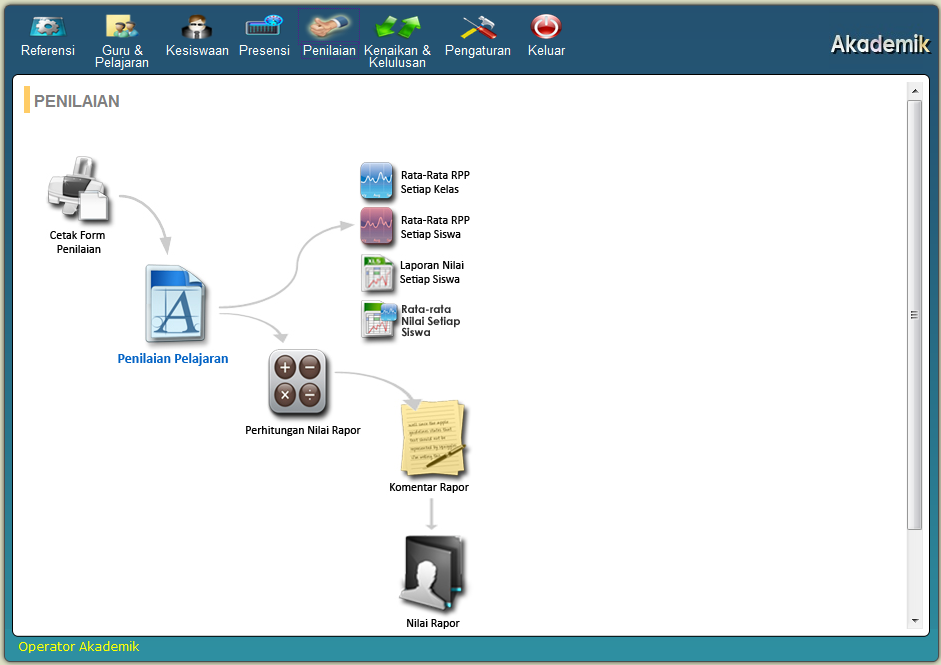 Referensi
Guru &
Pelajaran
Kesiswaan
Presensi
Penilaian
Kenaikan &
Kelulusan
Pengaturan
Keluar
Akademik
PENILAIAN
Cetak Form
Penilaian
Rata-Rata RPP
Setiap Kelas
Rata-Rata RPP
Setiap Siswa
XLS
Laporan Nilai
Setiap Siswa
Rata-rata
Nilai Setiap
Siswa
A
Penilaian Pelajaran
Perhitungan Nilai Rapor
Komentar Rapor
Nilai Rapor
Operator Akademik